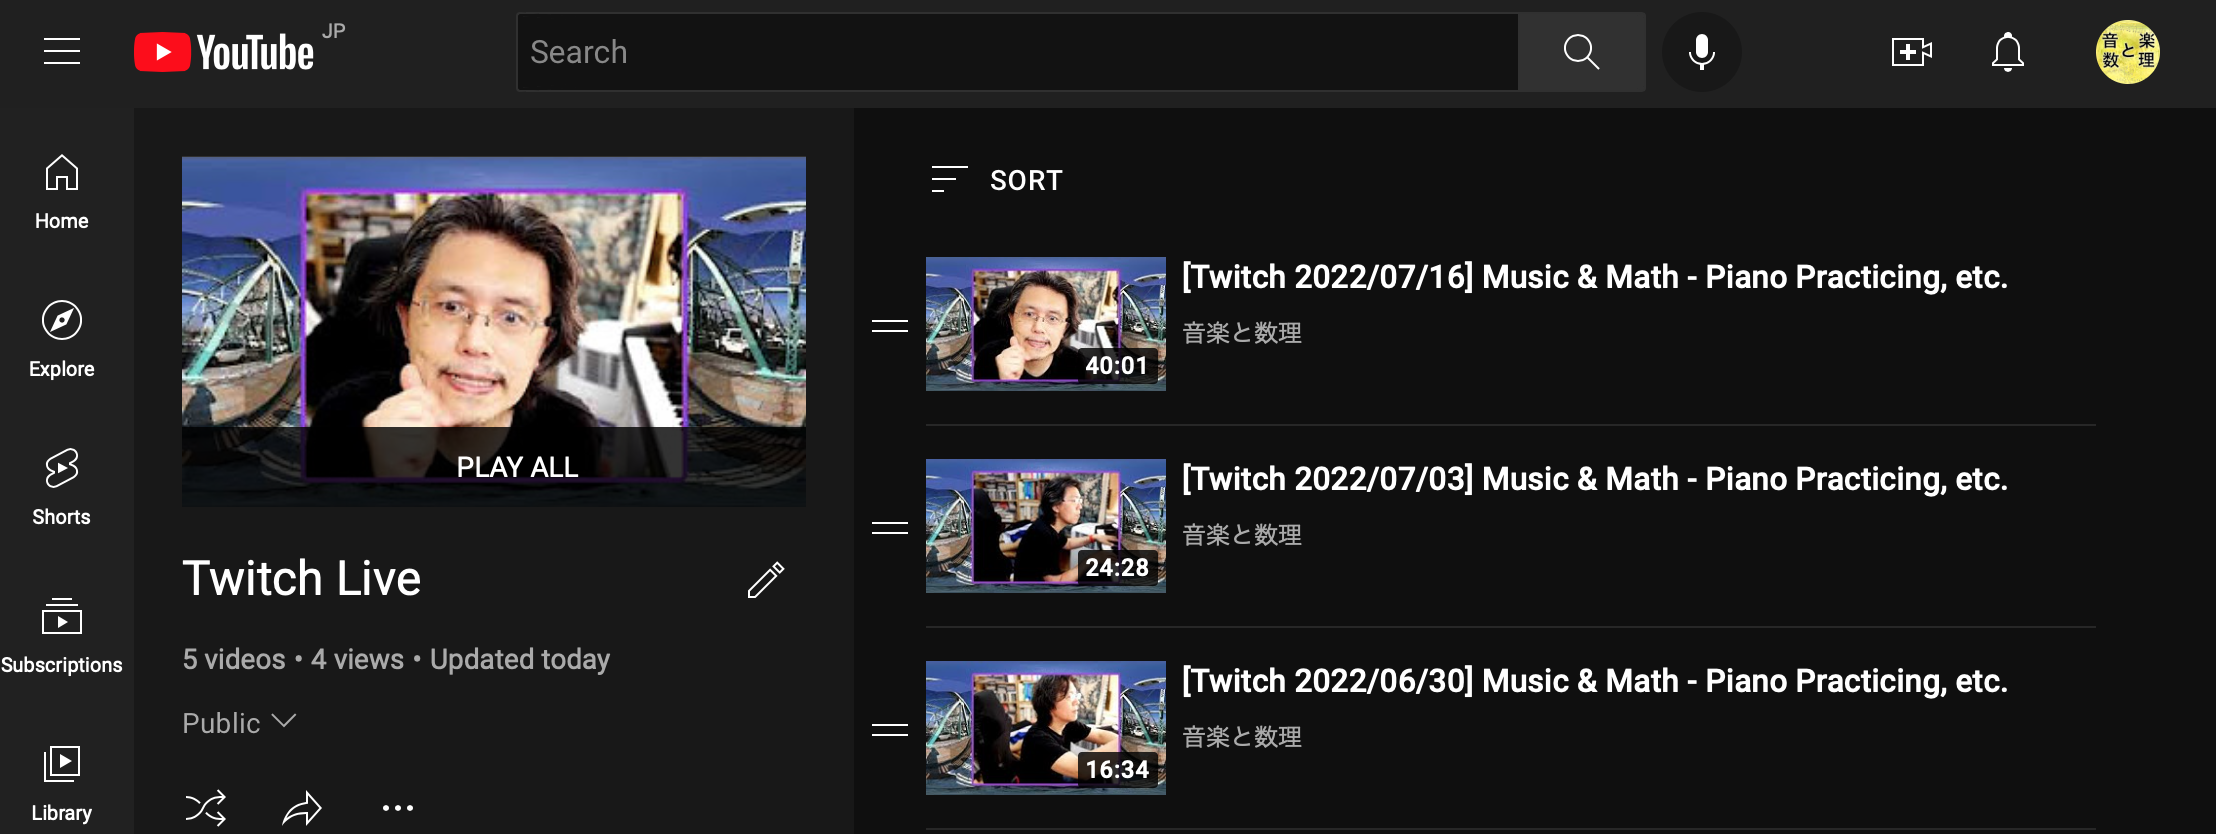 YouTube JP
Search
音楽
と
数理
Home
Explore
Shorts
Subscriptions
Library
PLAY ALL
Twitch Live
5 videos • 4 views • Updated today
Public
SORT
[Twitch 2022/07/16] Music & Math - Piano Practicing, etc.
音楽と数理
40:01
[Twitch 2022/07/03] Music & Math - Piano Practicing, etc.
音楽と数理
24:28
[Twitch 2022/06/30] Music & Math - Piano Practicing, etc.
音楽と数理
16:34